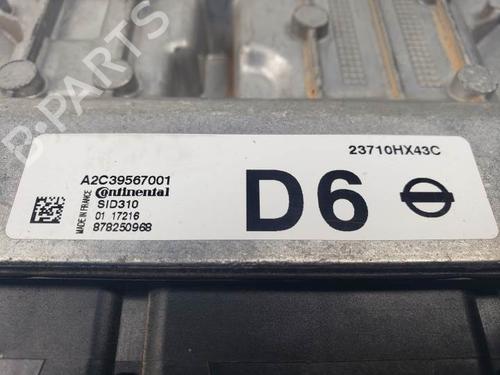 B-PARTS
23710HX43C
A2C39567001
Continental
SID310
01 17216
878250968
MADE IN FRANCE
D6